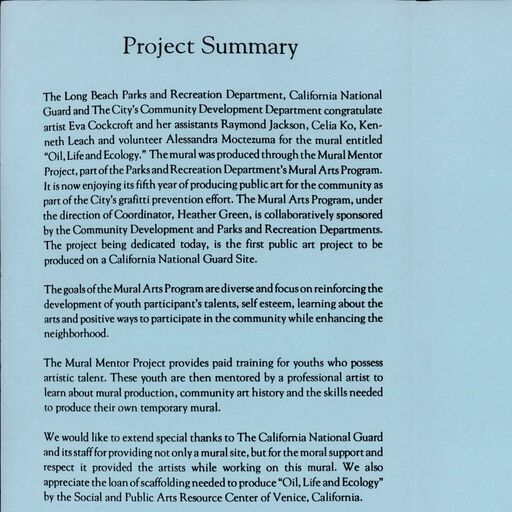 Project Summary
The Long Beach Parks and Recreation Department, California National
Guard and The City's Community Development Department congratulate
artist Eva Cockcroft and her assistants Raymond Jackson, Celia Ko, Ken-
neth Leach and volunteer Alessandra Moctezuma for the mural entitled
"Oil, Life and Ecology." The mural was produced through the Mural Mentor
Project, part of the Parks and Recreation Department's Mural Arts Program.
It is now enjoying its fifth year of producing public art for the community as
part of the City's grafitti prevention effort. The Mural Arts Program, under
the direction of Coordinator, Heather Green, is collaboratively sponsored
by the Community Development and Parks and Recreation Departments.
The project being dedicated today, is the first public art project to be
produced on a California National Guard Site.
The goals of the Mural Arts Program are diverse and focus on reinforcing the
development of youth participant's talents, self esteem, learning about the
arts and positive ways to participate in the community while enhancing the
neighborhood.
The Mural Mentor Project provides paid training for youths who possess
artistic talent. These youth are then mentored by a professional artist to
learn about mural production, community art history and the skills needed
to produce their own temporary mural.
We would like to extend special thanks to The California National Guard
and its staff for providing not only a mural site, but for the moral support and
respect it provided the artists while working on this mural. We also
appreciate the loan of scaffolding needed to produce "Oil, Life and Ecology"
by the Social and Public Arts Resource Center of Venice, California.